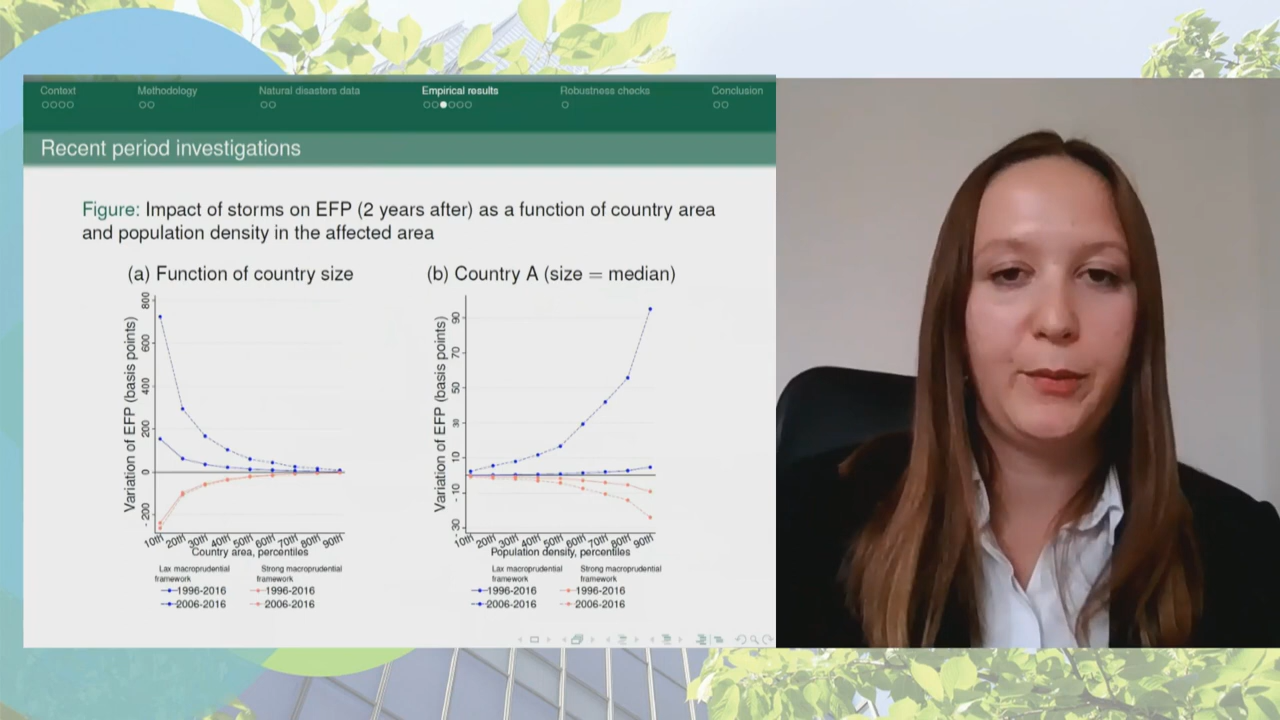 Context Methodology Natural disasters data Empirical results Robustness checks Conclusion
Recent period investigations
Figure: Impact of storms on EFP (2 years after) as a function of country area
and population density in the affected area
(a) Function of country size
Variation of EFP (basis points)
800
600
400
200
0
-200
10th 20th 30th 40th 50th 60th 70th 80th 90th
Country area, percentiles
Lax macroprudential Strong macroprudential
framework framework
1996-2016 1996-2016
2006-2016 2006-2016
(b) Country A (size = median)
Variation of EFP (basis points)
90
70
50
30
10
-10
-30
10th 20th 30th 40th 50th 60th 70th 80th 90th
Population density, percentiles
Lax macroprudential Strong macroprudential
framework framework
1996-2016 1996-2016
2006-2016 2006-2016